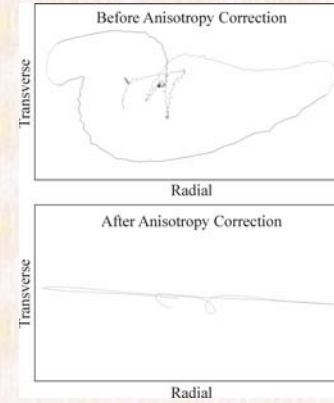 Before Anisotropy Correction
Transverse
Radial
After Anisotropy Correction
Transverse
Radial